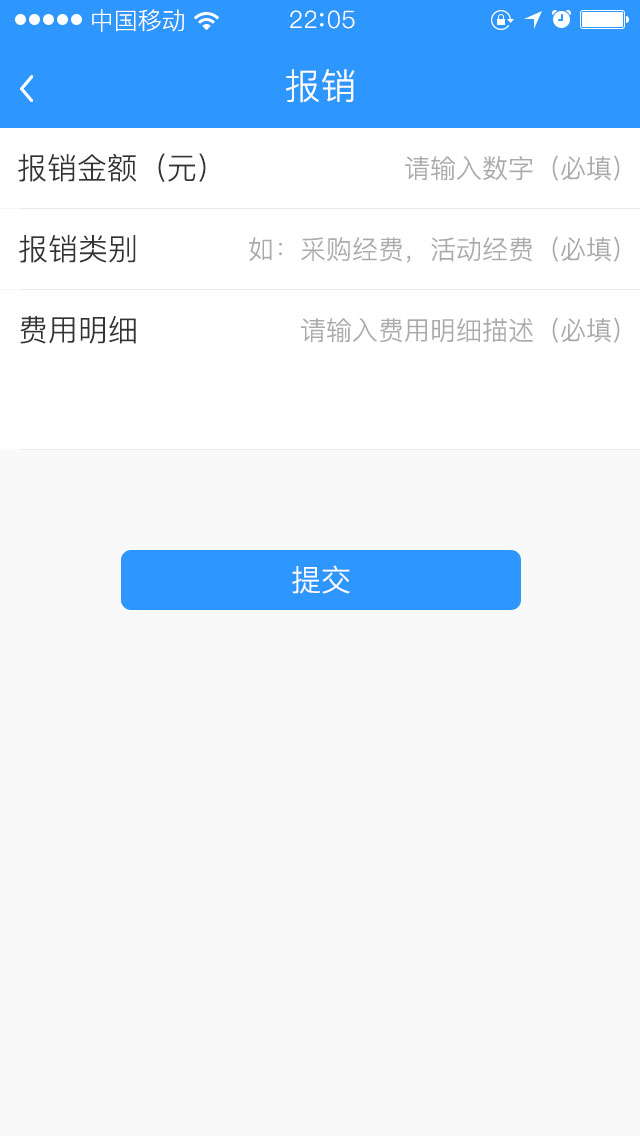 中国移动 22:05
报销
报销金额（元） 请输入数字（必填）
报销类别 如：采购经费，活动经费（必填）
费用明细 请输入费用明细描述（必填）
提交